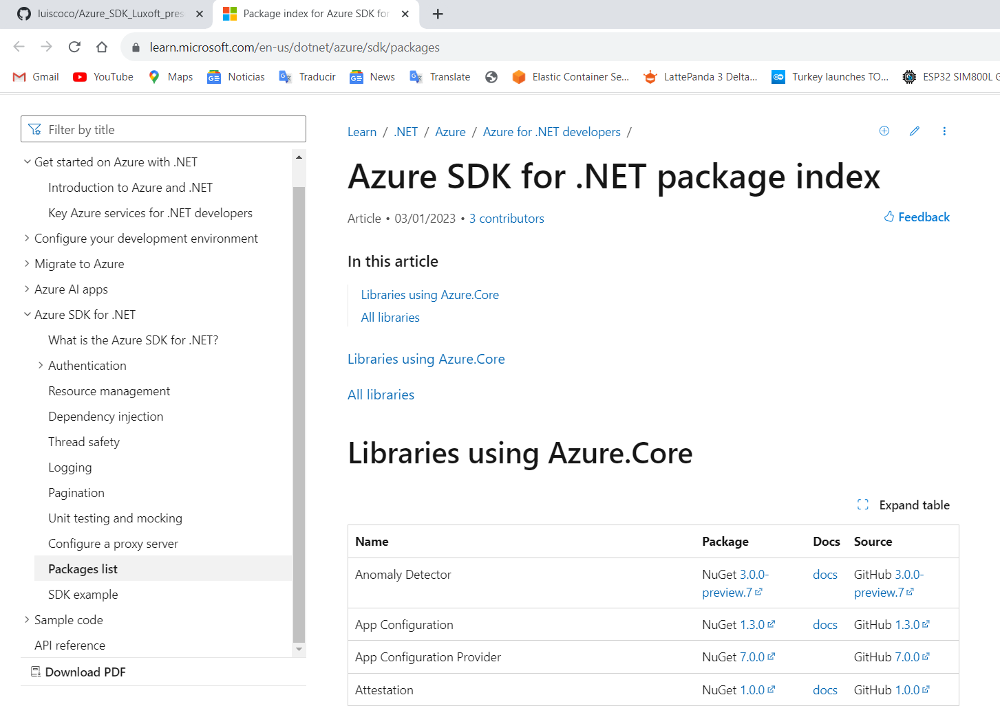 luiscoco/Azure_SDK_Luxoft_pres
Package index for Azure SDK for
learn.microsoft.com/en-us/dotnet/azure/sdk/packages
Gmail
YouTube
Maps
Noticias
Traducir
News
Translate
Elastic Container Se...
LattePanda 3 Delta...
Turkey launches TO...
ESP32 SIM800L G
Filter by title
Get started on Azure with .NET
Introduction to Azure and .NET
Key Azure services for .NET developers
Configure your development environment
Migrate to Azure
Azure AI apps
Azure SDK for .NET
What is the Azure SDK for .NET?
Authentication
Resource management
Dependency injection
Thread safety
Logging
Pagination
Unit testing and mocking
Configure a proxy server
Packages list
SDK example
Sample code
API reference
Download PDF
Learn / .NET / Azure / Azure for .NET developers /
Azure SDK for .NET package index
Article • 03/01/2023 • 3 contributors
Feedback
In this article
Libraries using Azure.Core
All libraries
Libraries using Azure.Core
All libraries
Libraries using Azure.Core
Expand table
Name Package Docs Source
Anomaly Detector NuGet 3.0.0- docs GitHub 3.0.0-
preview.7 preview.7
App Configuration NuGet 1.3.0 docs GitHub 1.3.0
App Configuration Provider NuGet 7.0.0 GitHub 7.0.0
Attestation NuGet 1.0.0 docs GitHub 1.0.0